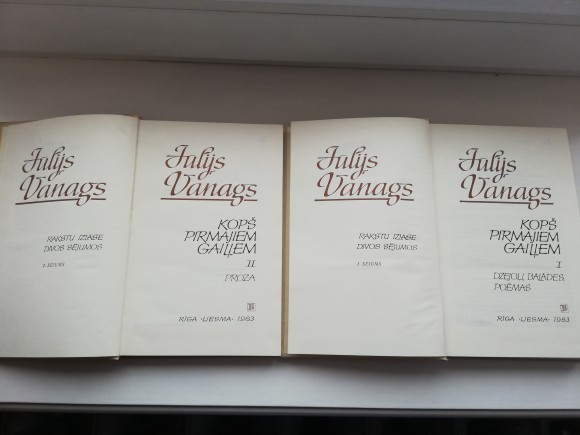 Jūlijs
Vanags
RAKSTU IZLASE
DIVOS SĒJUMOS
2. SĒJUMS
Jūlijs
Vanags
KOPŠ
PIRMAJIEM
GAIĻIEM
II
PROZA
RĪGA «LIESMA» 1983
Jūlijs
Vanags
RAKSTU IZLASE
DIVOS SĒJUMOS
1. SĒJUMS
Jūlijs
Vanags
KOPŠ
PIRMAJIEM
GAIĻIEM
I
DZEJOĻI, BALĀDES,
POĒMAS
RĪGA «LIESMA» 1983